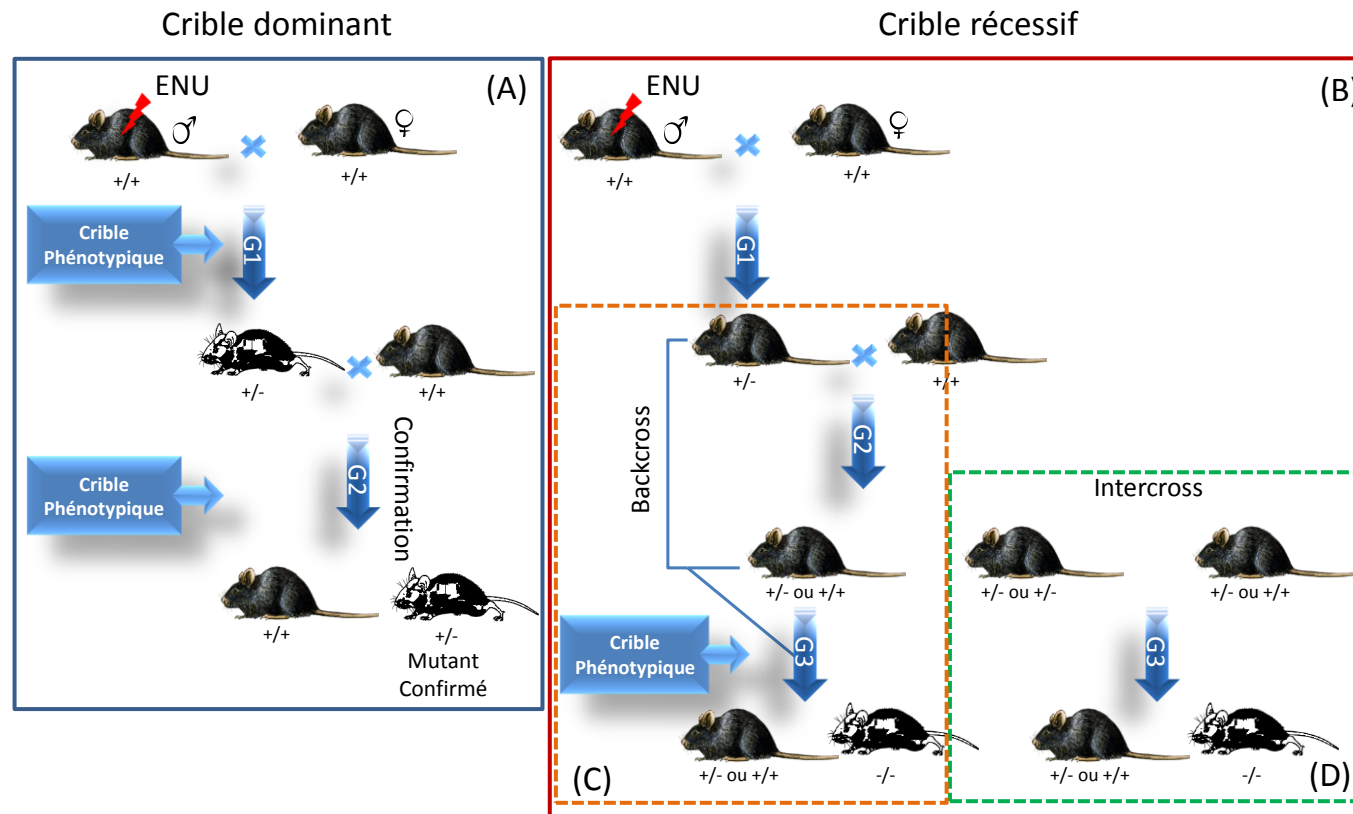 Crible dominant
(A)
ENU
♂
♀
+/+
+/+
Crible
Phénotypique
G1
+/-
+/+
Confirmation
Crible
Phénotypique
G2
+/+
+/-
Mutant
Confirmé
Crible récessif
(B)
ENU
♂
♀
+/+
+/+
G1
+/-
+/+
Backcross
G2
+/- ou +/+
Crible
Phénotypique
G3
+/- ou +/+
-/-
(C)
Intercross
+/- ou +/-
+/- ou +/+
G3
+/- ou +/+
-/-
(D)